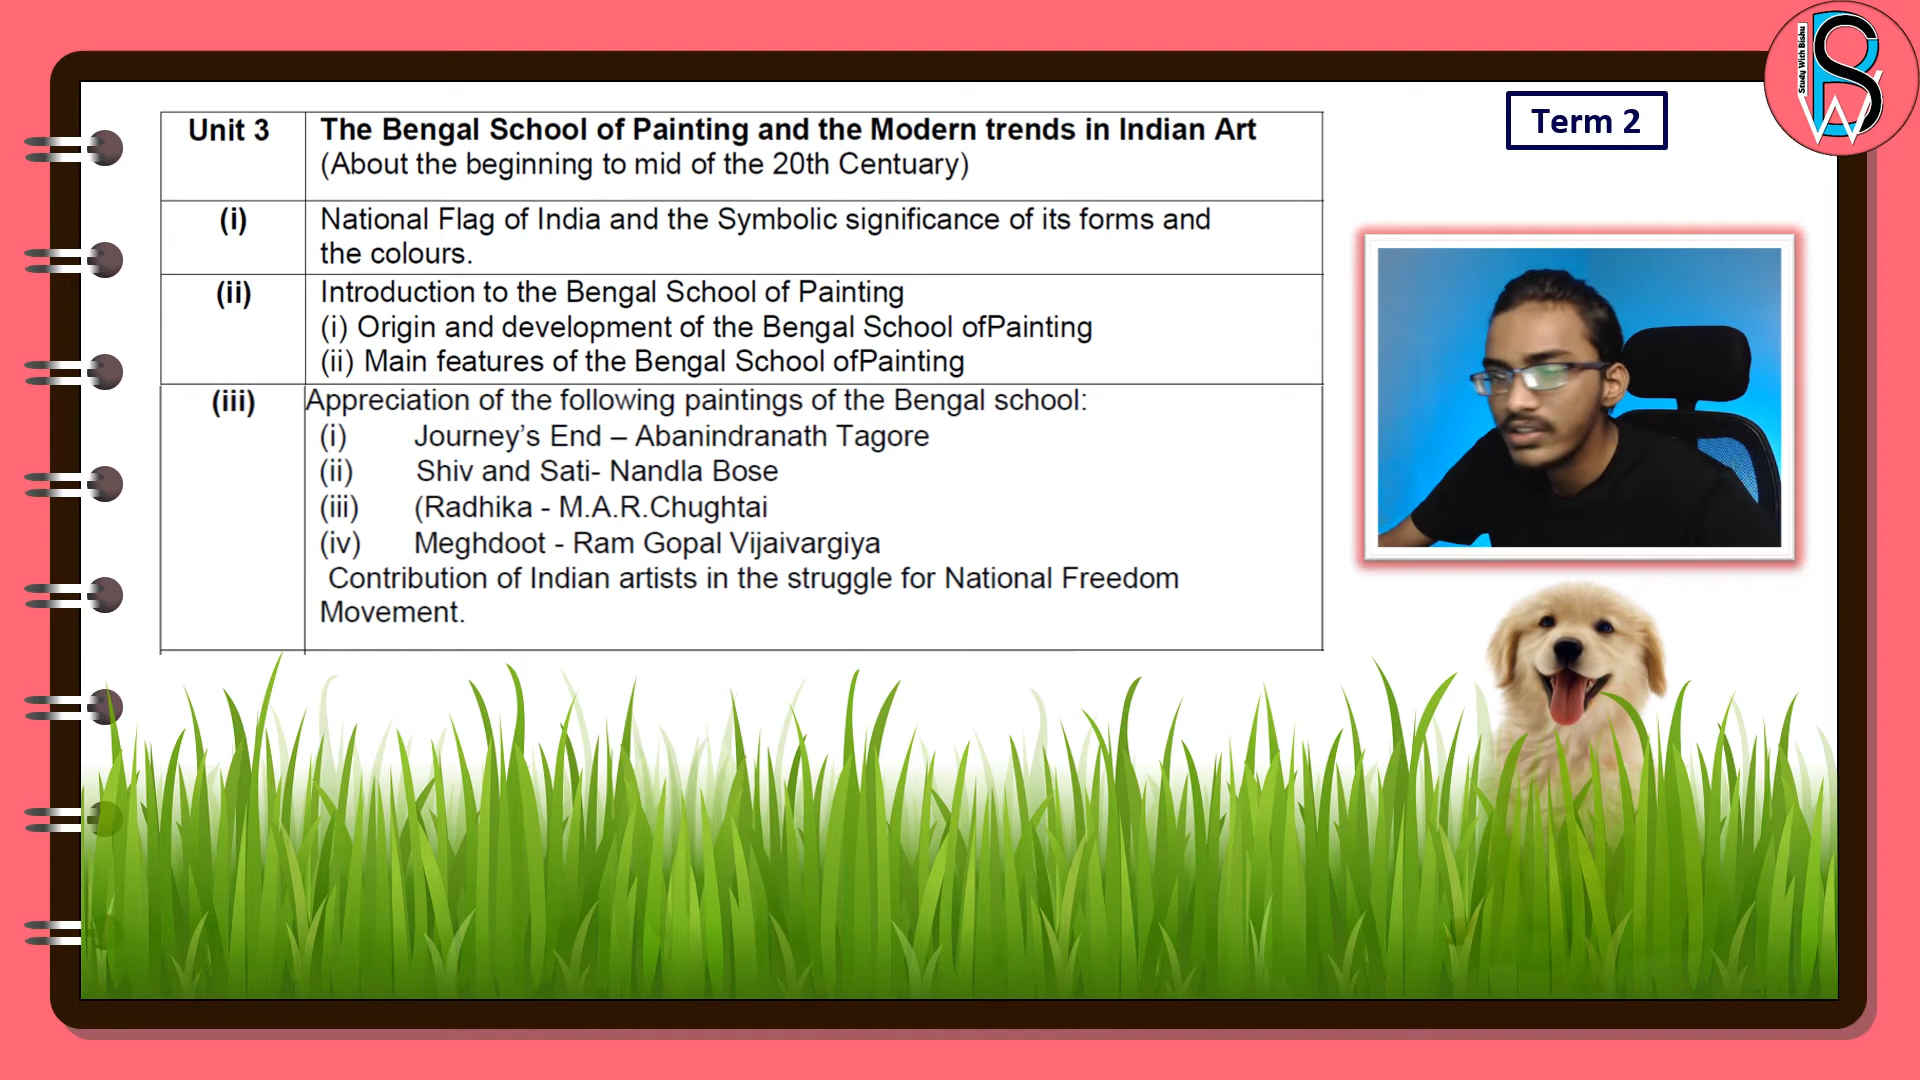 Study With Bishu
SBW
Term 2
Unit 3
The Bengal School of Painting and the Modern trends in Indian Art
(About the beginning to mid of the 20th Centuary)
(i)
National Flag of India and the Symbolic significance of its forms and
the colours.
(ii)
Introduction to the Bengal School of Painting
(i) Origin and development of the Bengal School ofPainting
(ii) Main features of the Bengal School ofPainting
(iii)
Appreciation of the following paintings of the Bengal school:
(i) Journey’s End – Abanindranath Tagore
(ii) Shiv and Sati- Nandla Bose
(iii) (Radhika - M.A.R.Chughtai
(iv) Meghdoot - Ram Gopal Vijaivargiya
Contribution of Indian artists in the struggle for National Freedom
Movement.